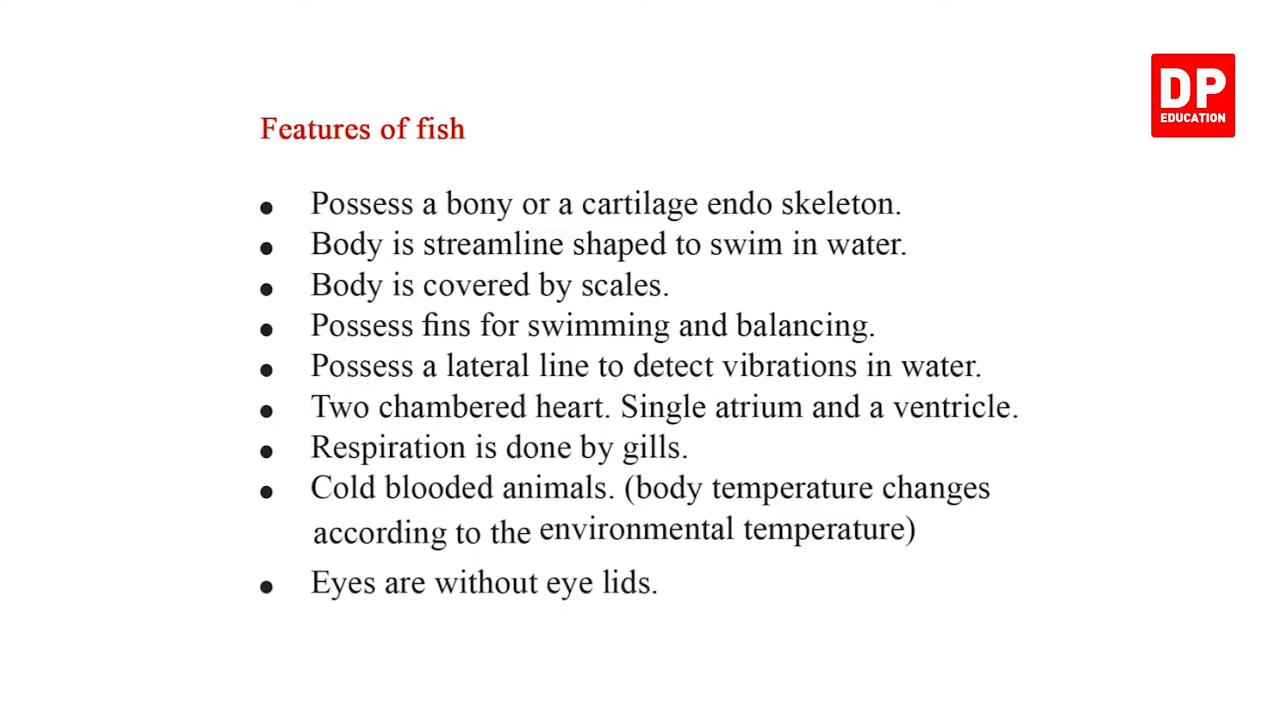 DP
EDUCATION
Features of fish
● Possess a bony or a cartilage endo skeleton.
● Body is streamline shaped to swim in water.
● Body is covered by scales.
● Possess fins for swimming and balancing.
● Possess a lateral line to detect vibrations in water.
● Two chambered heart. Single atrium and a ventricle.
● Respiration is done by gills.
● Cold blooded animals. (body temperature changes
according to the environmental temperature)
● Eyes are without eye lids.